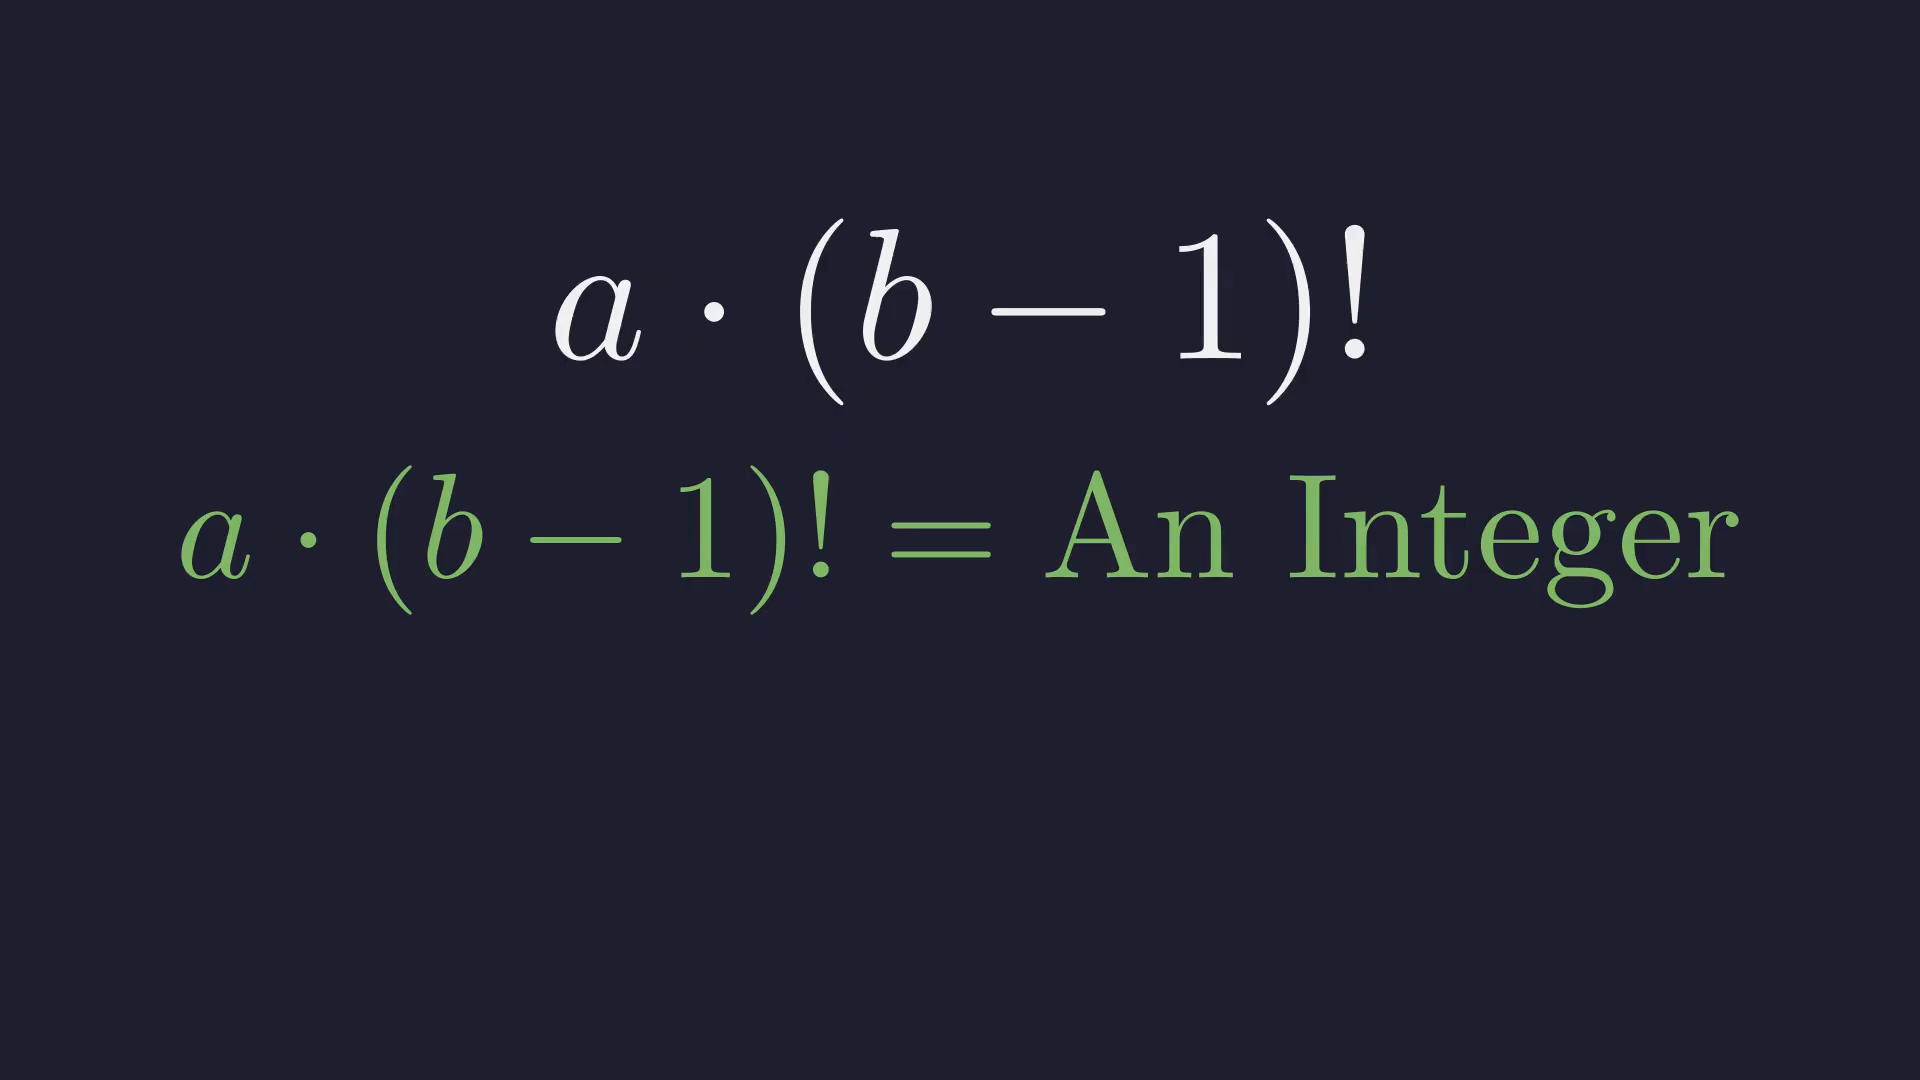 a · (b − 1)!
a · (b − 1)! = An Integer